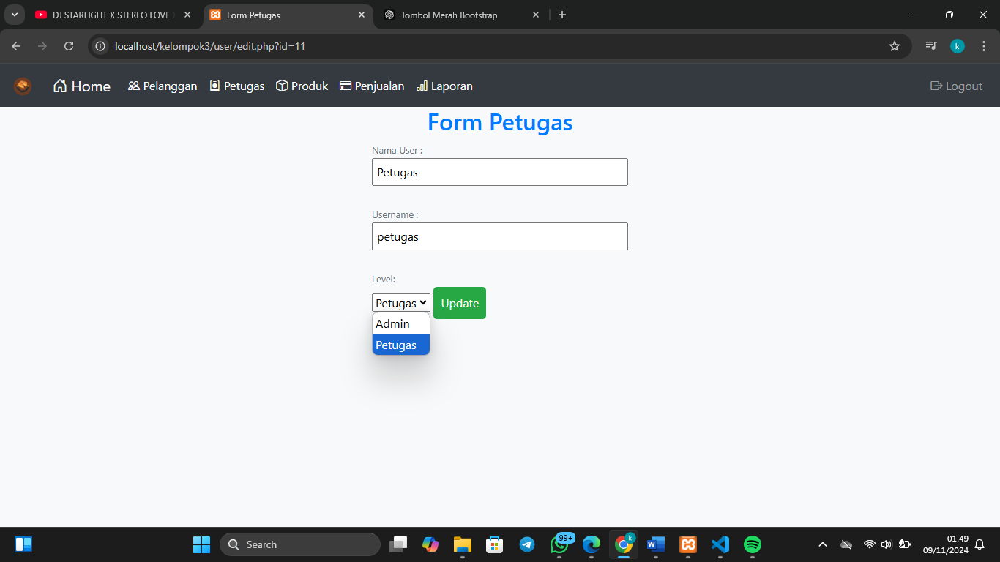 DJ STARLIGHT X STEREO LOVE
Form Petugas
Tombol Merah Bootstrap
localhost/kelompok3/user/edit.php?id=11
k
Home
Pelanggan
Petugas
Produk
Penjualan
Laporan
Logout
Form Petugas
Nama User :
Petugas
Username :
petugas
Level:
Petugas
Update
Admin
Petugas
Search
99+
k
01.49
09/11/2024